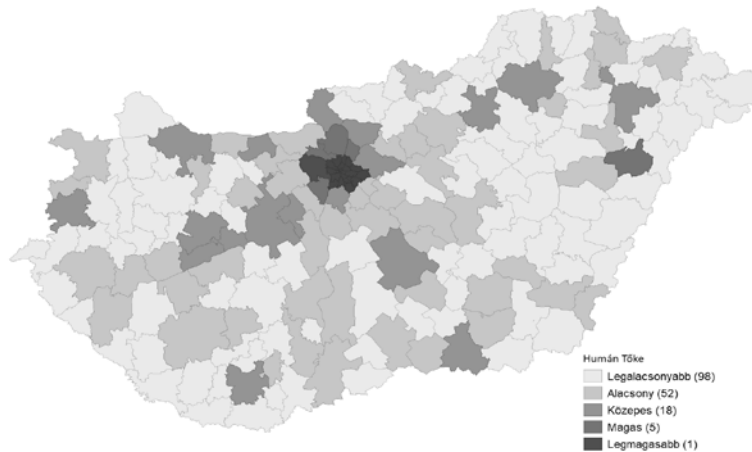 Humán Tőke
Legalacsonyabb (98)
Alacsony (52)
Közepes (18)
Magas (5)
Legmagasabb (1)